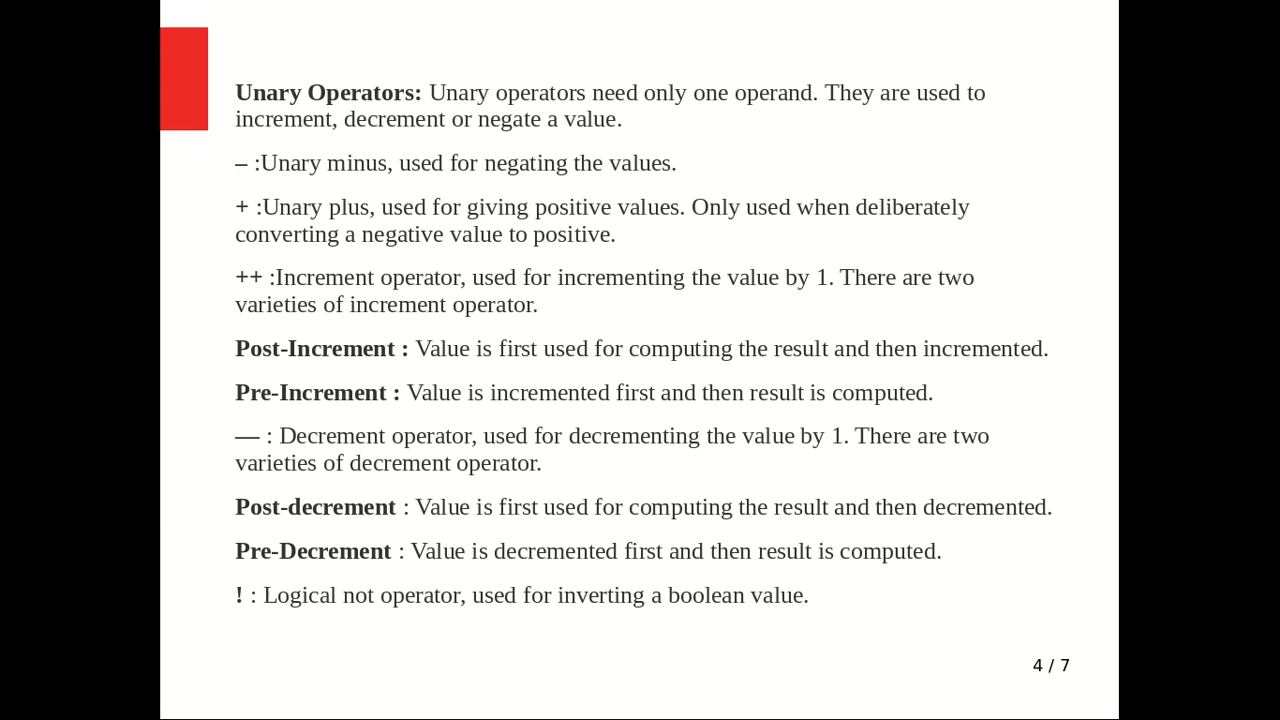 Unary Operators: Unary operators need only one operand. They are used to
increment, decrement or negate a value.
– :Unary minus, used for negating the values.
+ :Unary plus, used for giving positive values. Only used when deliberately
converting a negative value to positive.
++ :Increment operator, used for incrementing the value by 1. There are two
varieties of increment operator.
Post-Increment : Value is first used for computing the result and then incremented.
Pre-Increment : Value is incremented first and then result is computed.
— : Decrement operator, used for decrementing the value by 1. There are two
varieties of decrement operator.
Post-decrement : Value is first used for computing the result and then decremented.
Pre-Decrement : Value is decremented first and then result is computed.
! : Logical not operator, used for inverting a boolean value.
4 / 7